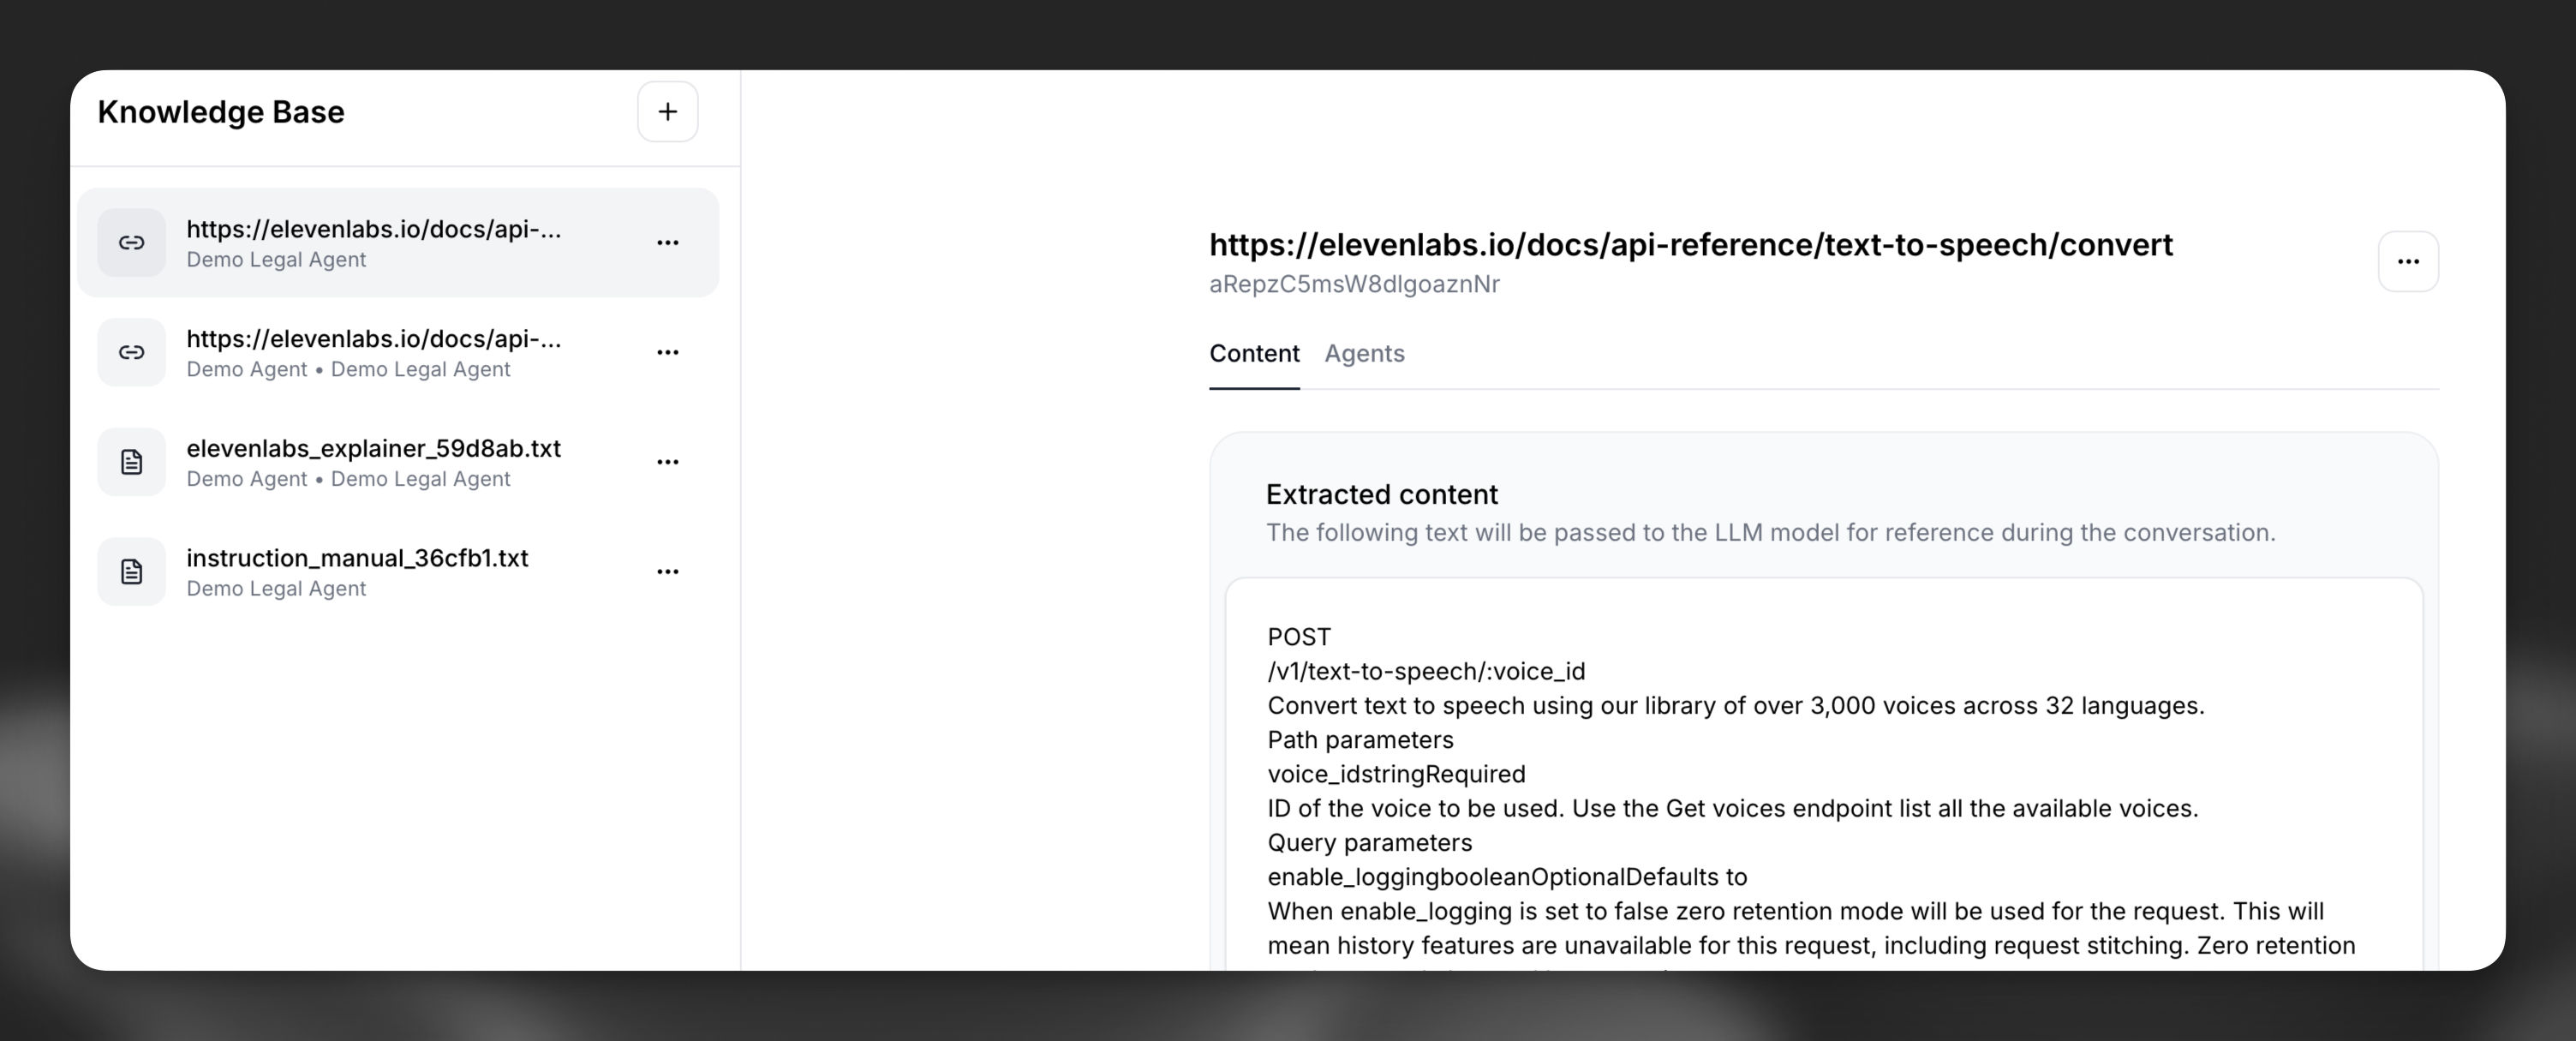 Knowledge Base
https://elevenlabs.io/docs/api-...
Demo Legal Agent
https://elevenlabs.io/docs/api-...
Demo Agent • Demo Legal Agent
elevenlabs_explainer_59d8ab.txt
Demo Agent • Demo Legal Agent
instruction_manual_36cfb1.txt
Demo Legal Agent
https://elevenlabs.io/docs/api-reference/text-to-speech/convert
aRepzC5msW8dlgoaznNr
Content Agents
Extracted content
The following text will be passed to the LLM model for reference during the conversation.
POST
/v1/text-to-speech/:voice_id
Convert text to speech using our library of over 3,000 voices across 32 languages.
Path parameters
voice_idstringRequired
ID of the voice to be used. Use the Get voices endpoint list all the available voices.
Query parameters
enable_loggingbooleanOptionalDefaults to
When enable_logging is set to false zero retention mode will be used for the request. This will
mean history features are unavailable for this request, including request stitching. Zero retention